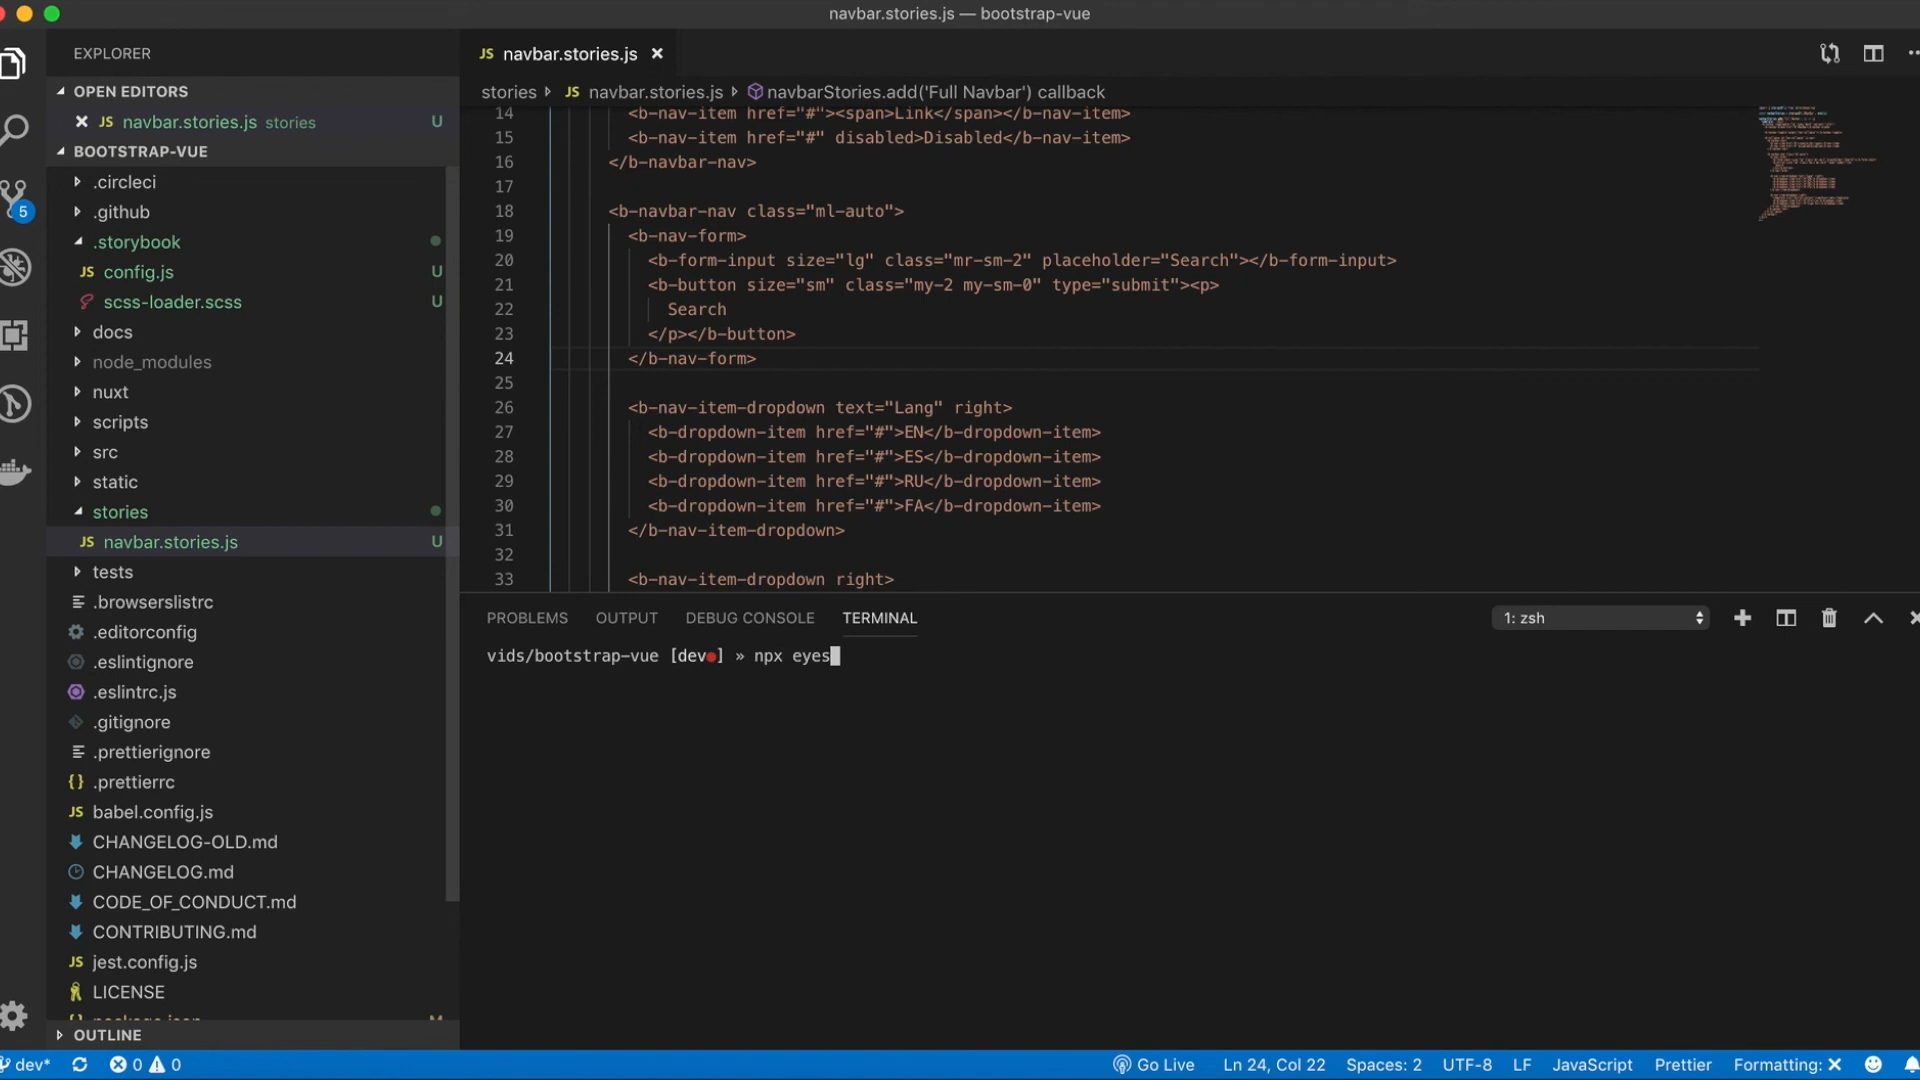 navbar.stories.js — bootstrap-vue
EXPLORER
OPEN EDITORS
JS navbar.stories.js stories U
BOOTSTRAP-VUE
.circleci
.github
.storybook
JS config.js U
scss-loader.scss U
docs
node_modules
nuxt
scripts
src
static
stories
JS navbar.stories.js U
tests
.browserslistrc
.editorconfig
.eslintignore
.eslintrc.js
.gitignore
.prettierignore
{} .prettierrc
JS babel.config.js
CHANGELOG-OLD.md
CHANGELOG.md
CODE_OF_CONDUCT.md
CONTRIBUTING.md
JS jest.config.js
LICENSE
OUTLINE
5
JS navbar.stories.js
stories JS navbar.stories.js navbarStories.add('Full Navbar') callback
14 <b-nav-item href="#"><span>Link</span></b-nav-item>
15 <b-nav-item href="#" disabled>Disabled</b-nav-item>
16 </b-navbar-nav>
17
18 <b-navbar-nav class="ml-auto">
19 <b-nav-form>
20 <b-form-input size="lg" class="mr-sm-2" placeholder="Search"></b-form-input>
21 <b-button size="sm" class="my-2 my-sm-0" type="submit"><p>
22 Search
23 </p></b-button>
24 </b-nav-form>
25
26 <b-nav-item-dropdown text="Lang" right>
27 <b-dropdown-item href="#">EN</b-dropdown-item>
28 <b-dropdown-item href="#">ES</b-dropdown-item>
29 <b-dropdown-item href="#">RU</b-dropdown-item>
30 <b-dropdown-item href="#">FA</b-dropdown-item>
31 </b-nav-item-dropdown>
32
33 <b-nav-item-dropdown right>
PROBLEMS OUTPUT DEBUG CONSOLE TERMINAL 1: zsh
vids/bootstrap-vue [dev●] » npx eyes
dev* 0 0 Go Live Ln 24, Col 22 Spaces: 2 UTF-8 LF JavaScript Prettier Formatting: ✕